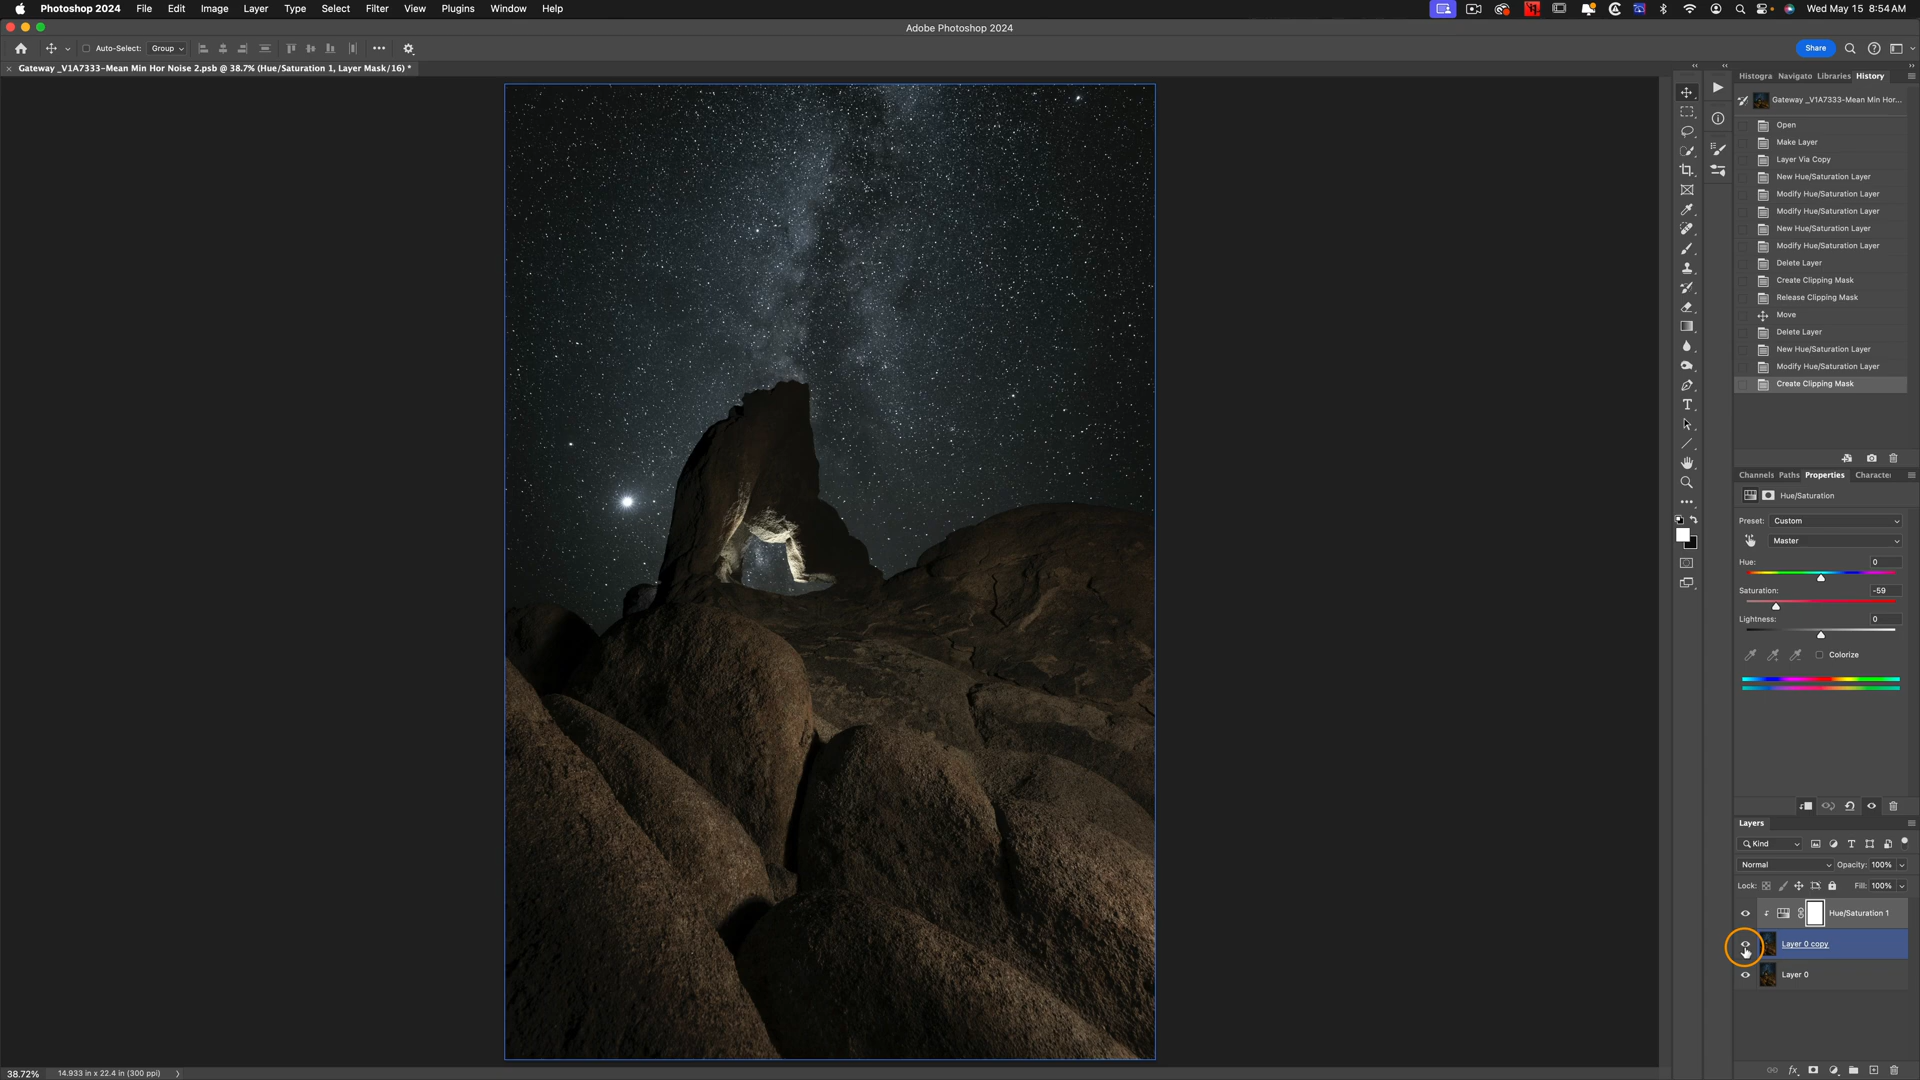 Photoshop 2024 File Edit Image Layer Type Select Filter View Plugins Window Help Wed May 15 8:54 AM
Adobe Photoshop 2024
Auto-Select: Group Share
Gateway _V1A7333-Mean Min Hor Noise 2.psb @ 38.7% (Hue/Saturation 1, Layer Mask/16) *
Histogra Navigato Libraries History
Gateway _V1A7333-Mean Min Hor...
Open
Make Layer
Layer Via Copy
New Hue/Saturation Layer
Modify Hue/Saturation Layer
Modify Hue/Saturation Layer
New Hue/Saturation Layer
Modify Hue/Saturation Layer
Delete Layer
Create Clipping Mask
Release Clipping Mask
Move
Delete Layer
New Hue/Saturation Layer
Modify Hue/Saturation Layer
Create Clipping Mask
Channels Paths Properties Characte
Hue/Saturation
Preset: Custom
Master
Hue: 0
Saturation: -59
Lightness: 0
Colorize
Layers
Kind
Normal Opacity: 100%
Lock: Fill: 100%
Hue/Saturation 1
Layer 0 copy
Layer 0
38.72% 14.933 in x 22.4 in (300 ppi)